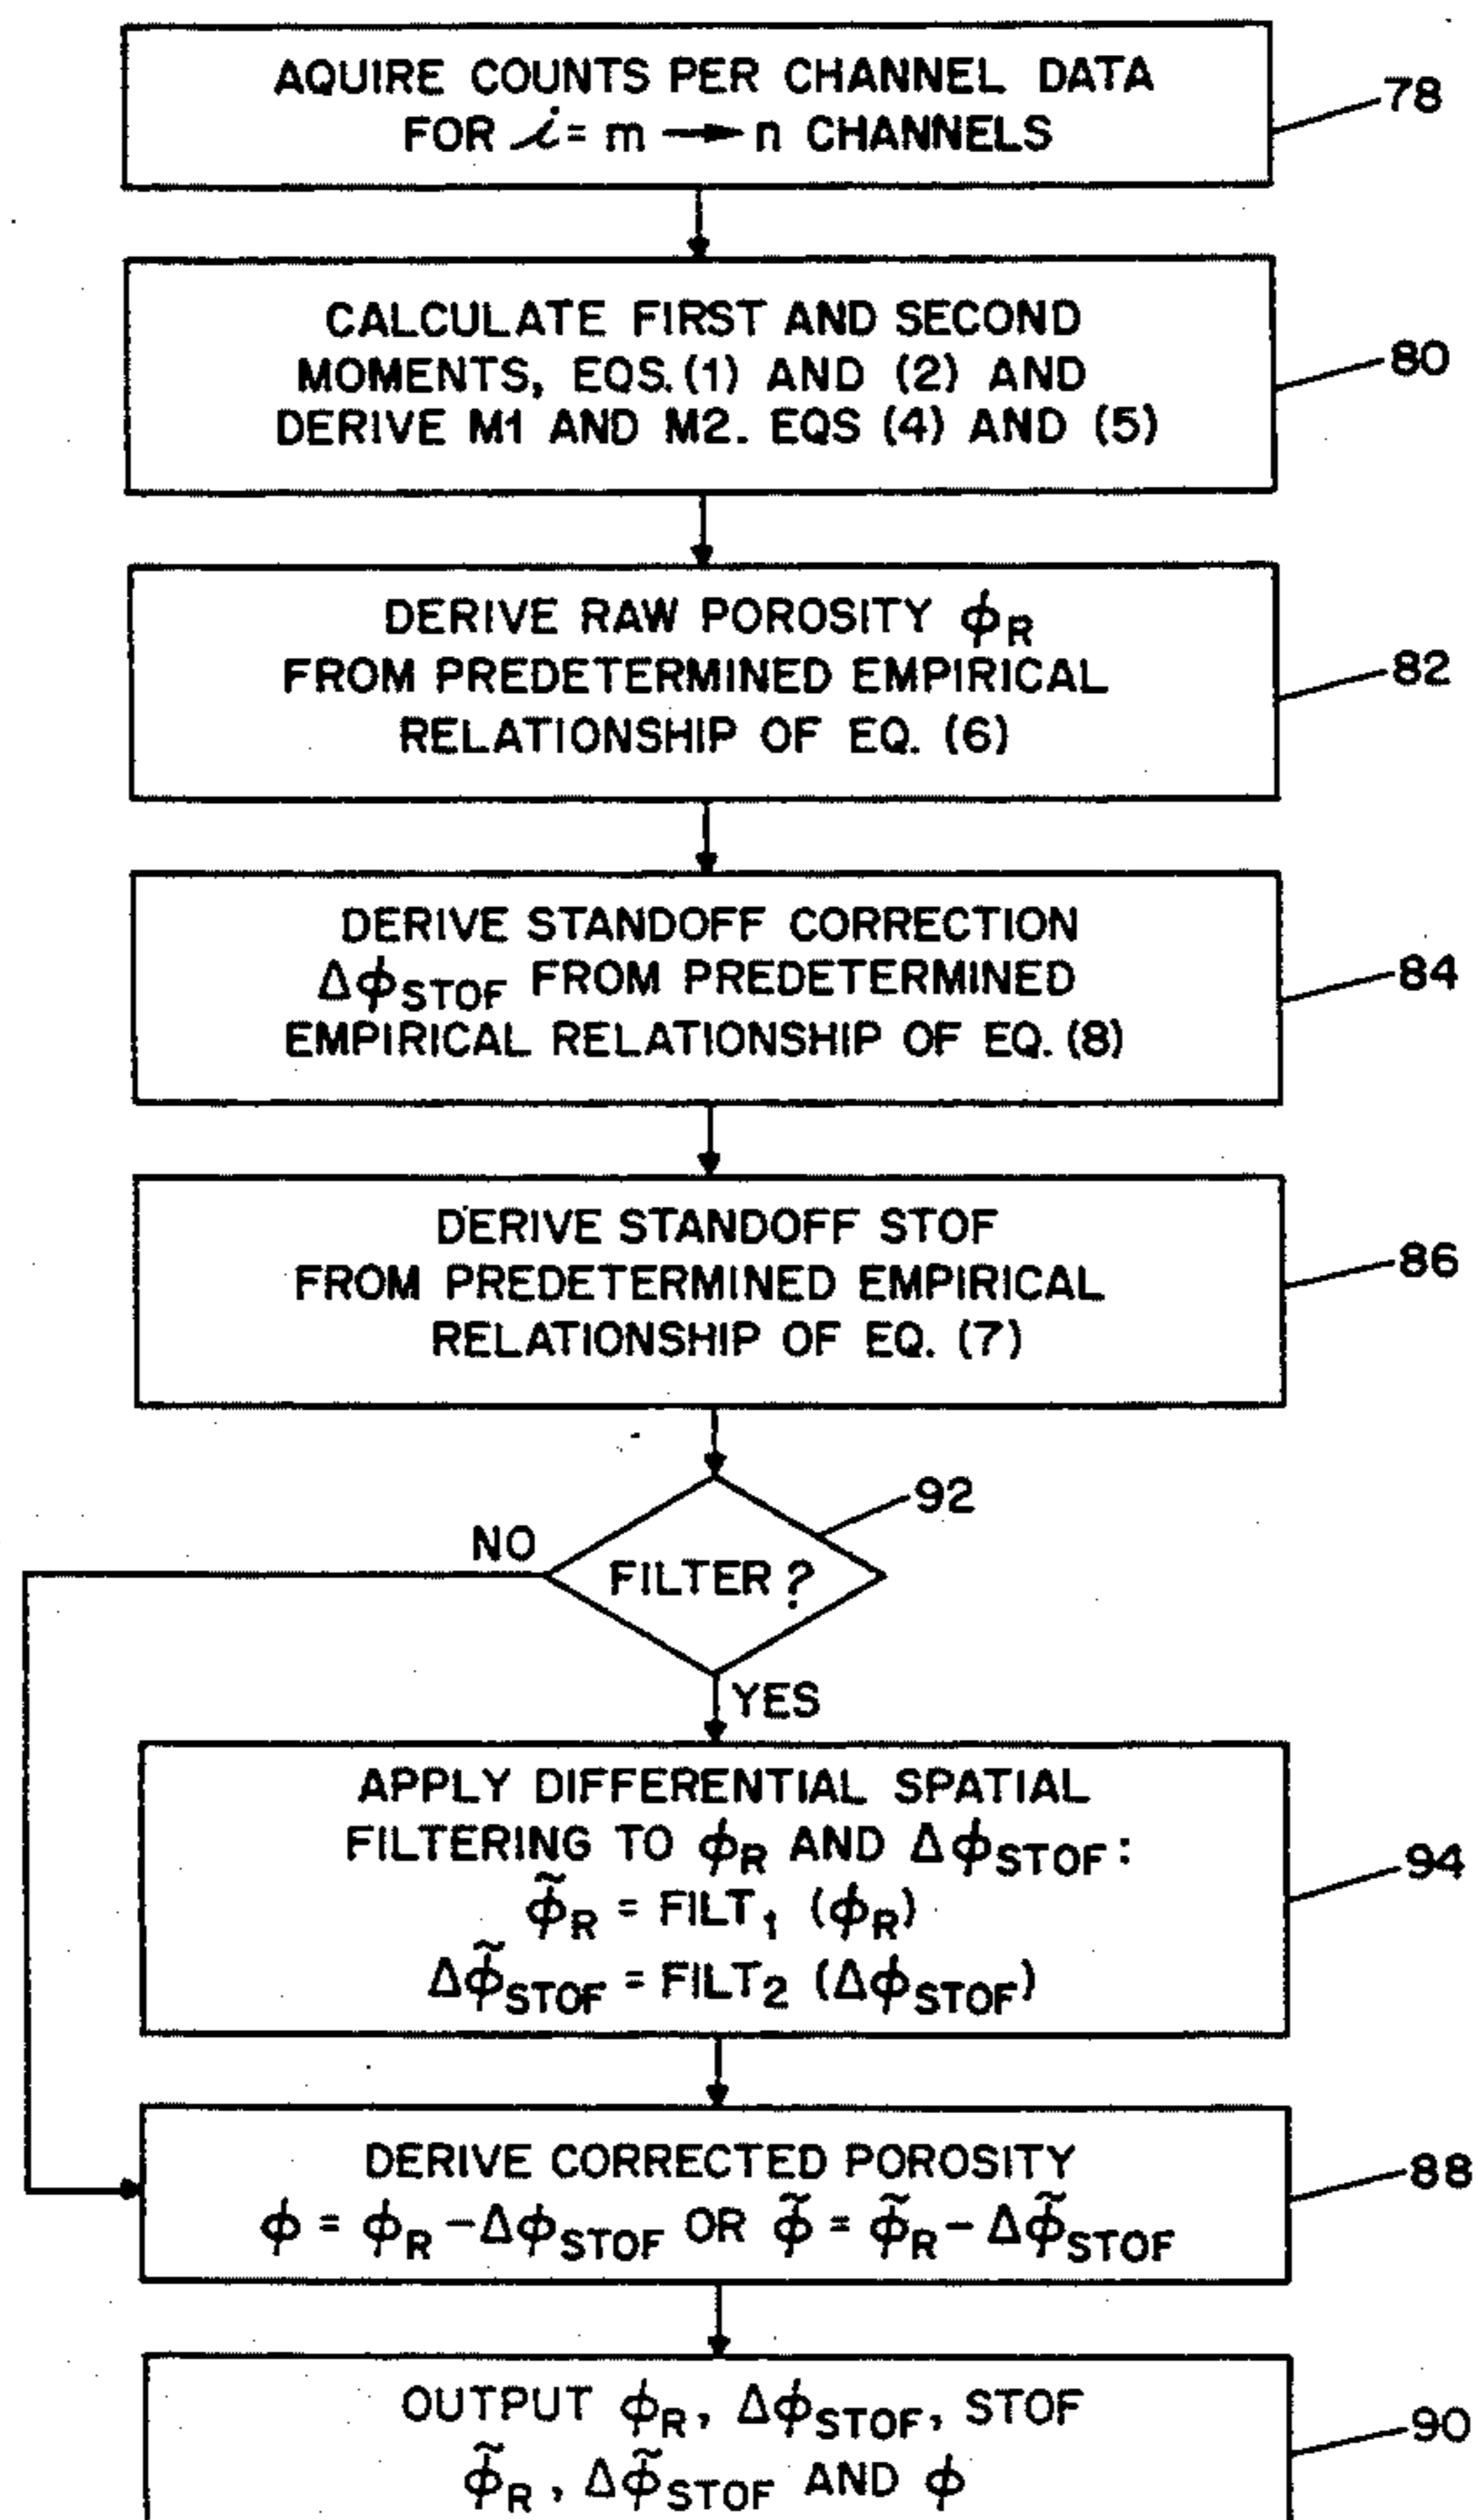 AQUIRE COUNTS PER CHANNEL DATA
FOR i = m → n CHANNELS
78
CALCULATE FIRST AND SECOND
MOMENTS, EQS. (1) AND (2) AND
DERIVE M1 AND M2. EQS (4) AND (5)
80
DERIVE RAW POROSITY ϕR
FROM PREDETERMINED EMPIRICAL
RELATIONSHIP OF EQ. (6)
82
DERIVE STANDOFF CORRECTION
ΔϕSTOF FROM PREDETERMINED
EMPIRICAL RELATIONSHIP OF EQ. (8)
84
DERIVE STANDOFF STOF
FROM PREDETERMINED EMPIRICAL
RELATIONSHIP OF EQ. (7)
86
92
NO
FILTER ?
YES
APPLY DIFFERENTIAL SPATIAL
FILTERING TO ϕR AND ΔϕSTOF:
ϕ̃R = FILT1 (ϕR)
Δϕ̃STOF = FILT2 (ΔϕSTOF)
94
DERIVE CORRECTED POROSITY
ϕ = ϕR - ΔϕSTOF OR ϕ̃ = ϕ̃R - Δϕ̃STOF
88
OUTPUT ϕR, ΔϕSTOF, STOF
ϕ̃R, Δϕ̃STOF AND ϕ
90